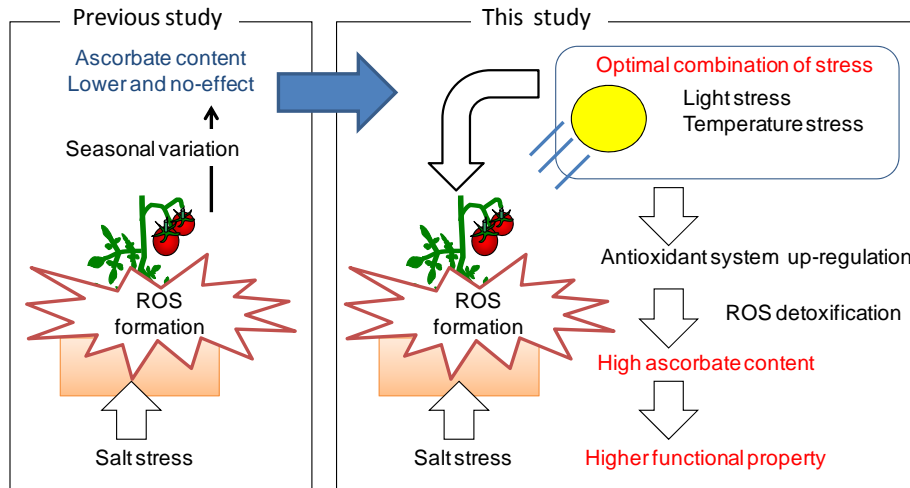 Previous study
Ascorbate content
Lower and no-effect
Seasonal variation
ROS
formation
Salt stress
This study
Optimal combination of stress
Light stress
Temperature stress
ROS
formation
Salt stress
Antioxidant system up-regulation
ROS detoxification
High ascorbate content
Higher functional property